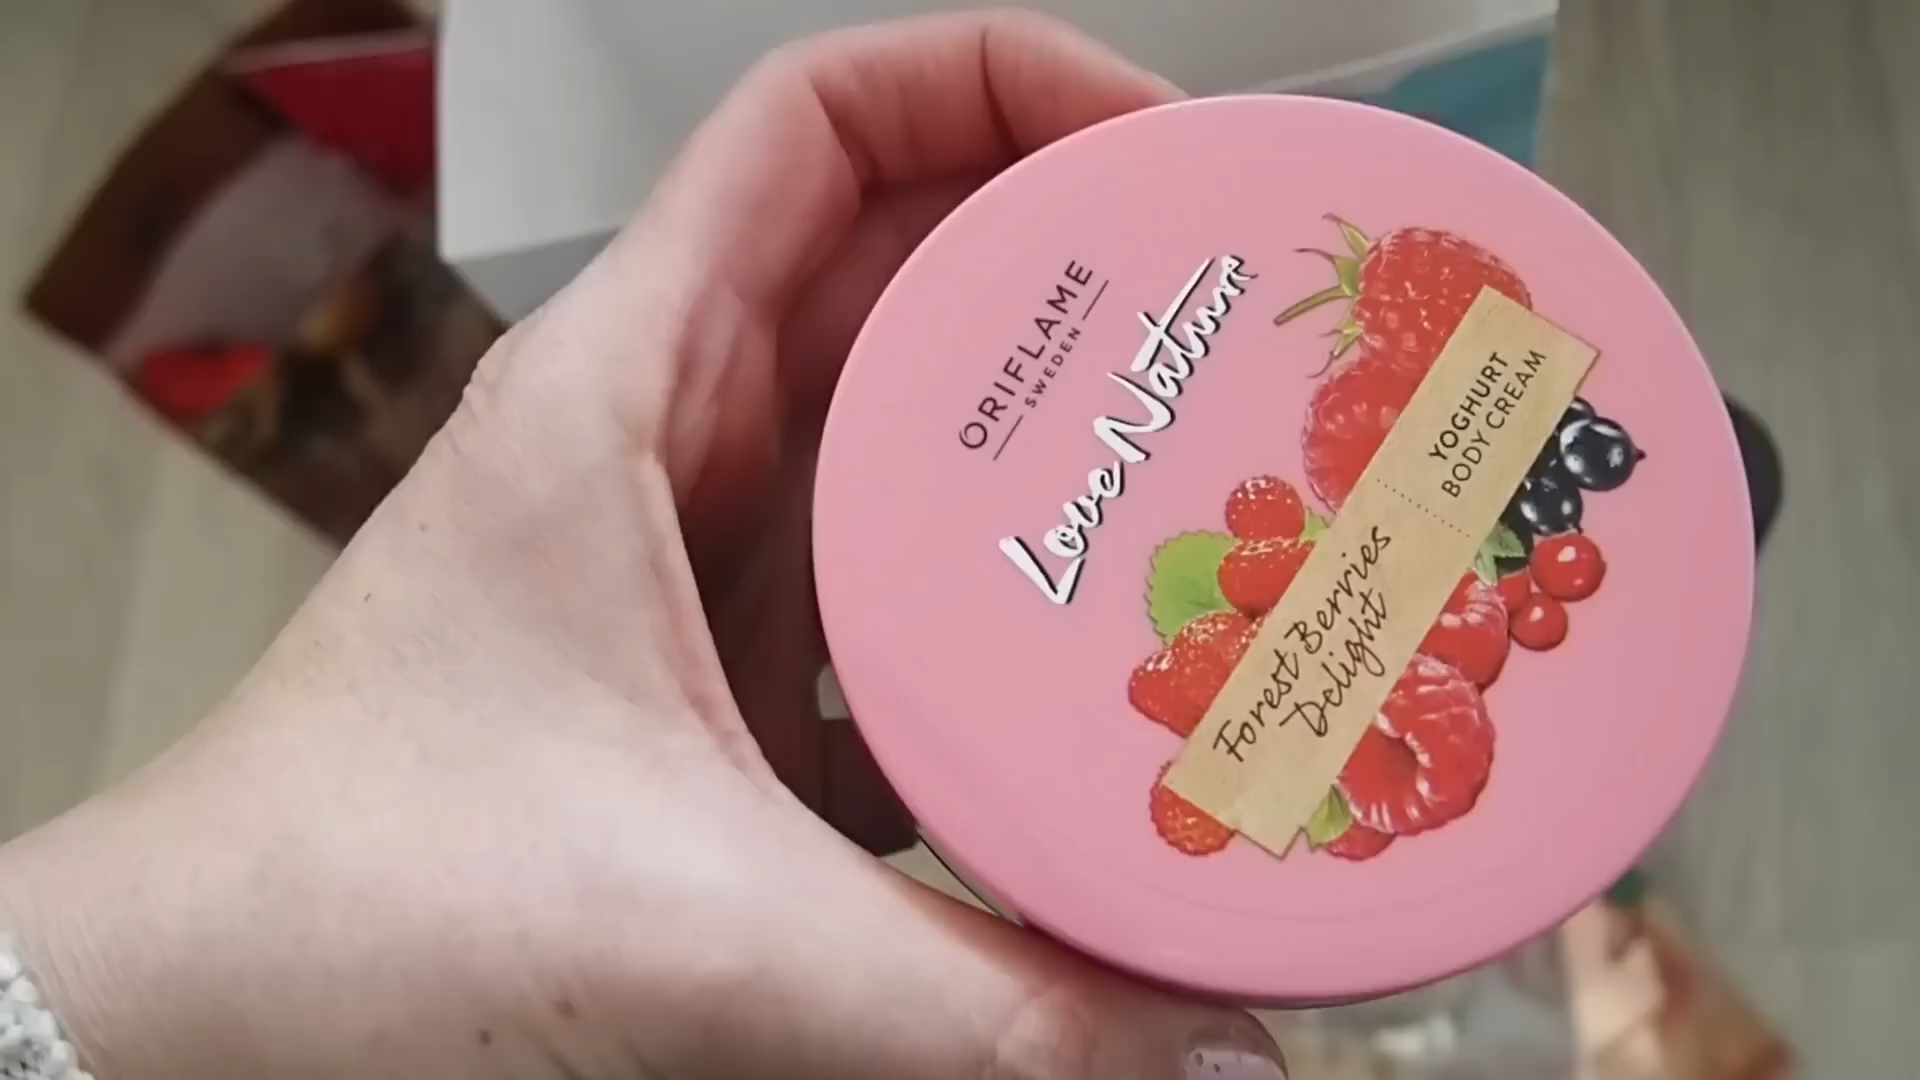 ORIFLAME
SWEDEN
Love Nature
YOGHURT
BODY CREAM
Forest Berries
Delight